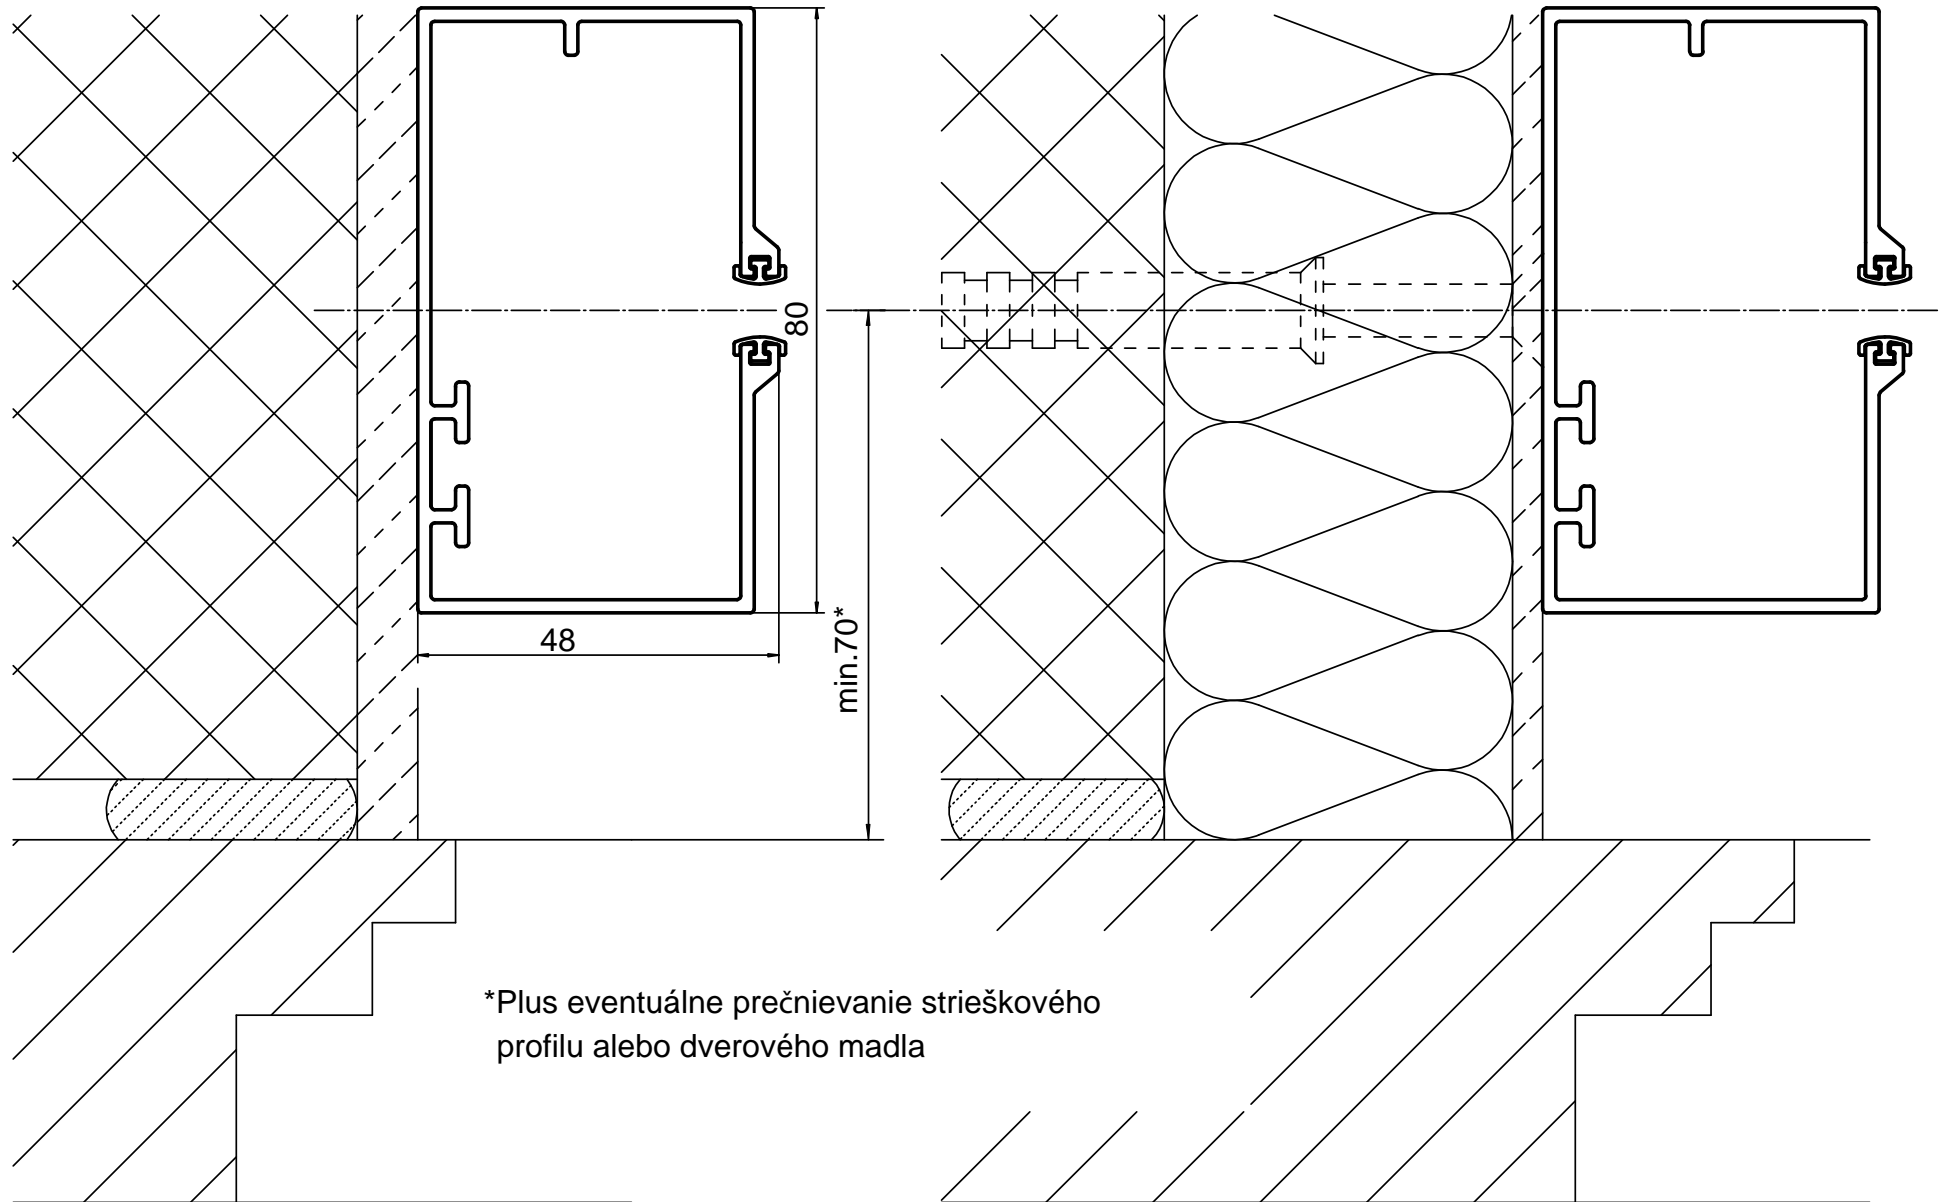 80
48
min.70*
*Plus eventuálne prečnievanie strieškového
profilu alebo dverového madla